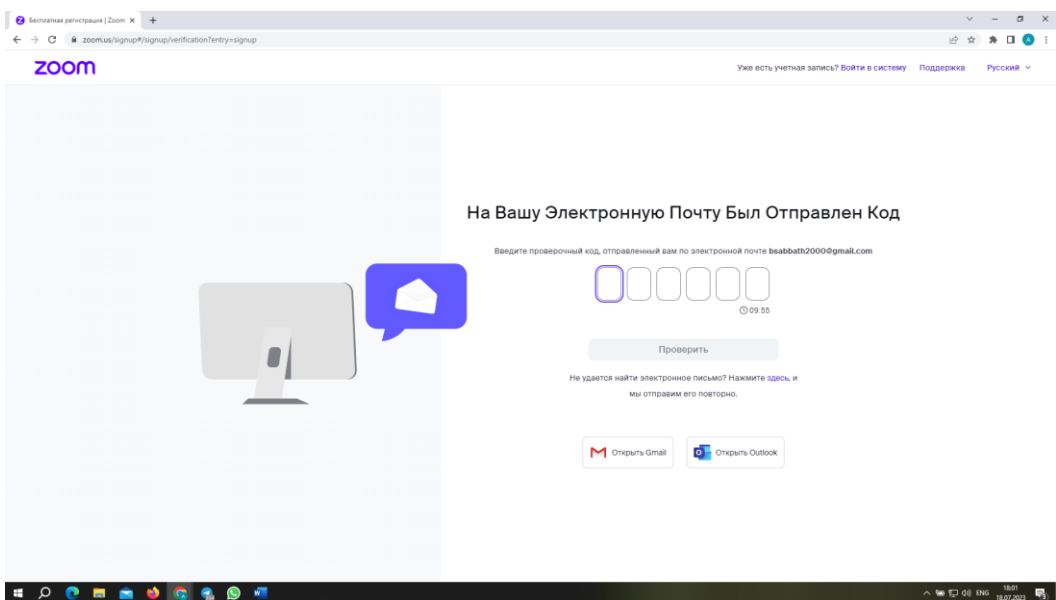 Бесплатная регистрация | Zoom
zoom.us/signup#/signup/verification?entry=signup
A
zoom
Уже есть учетная запись? Войти в систему Поддержка Русский
На Вашу Электронную Почту Был Отправлен Код
Введите проверочный код, отправленный вам по электронной почте bsabbath2000@gmail.com
09:55
Проверить
Не удается найти электронное письмо? Нажмите здесь, и
мы отправим его повторно.
Открыть Gmail Открыть Outlook
ENG 18:01
18.07.2023